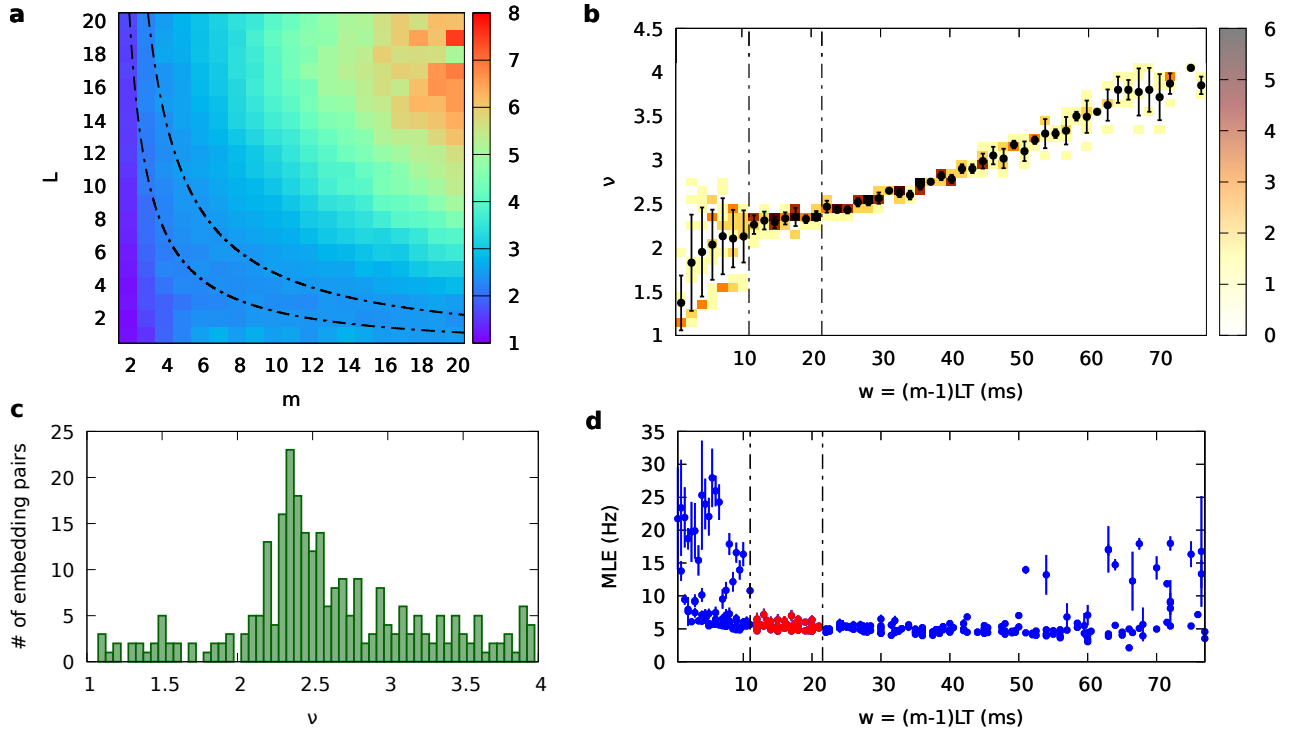 a
L
20
18
16
14
12
10
8
6
4
2
2 4 6 8 10 12 14 16 18 20
m
8
7
6
5
4
3
2
1
b
ν
4.5
4
3.5
3
2.5
2
1.5
1
10 20 30 40 50 60 70
w = (m-1)LT (ms)
6
5
4
3
2
1
0
c
# of embedding pairs
25
20
15
10
5
0
1 1.5 2 2.5 3 3.5 4
ν
d
MLE (Hz)
35
30
25
20
15
10
5
0
10 20 30 40 50 60 70
w = (m-1)LT (ms)